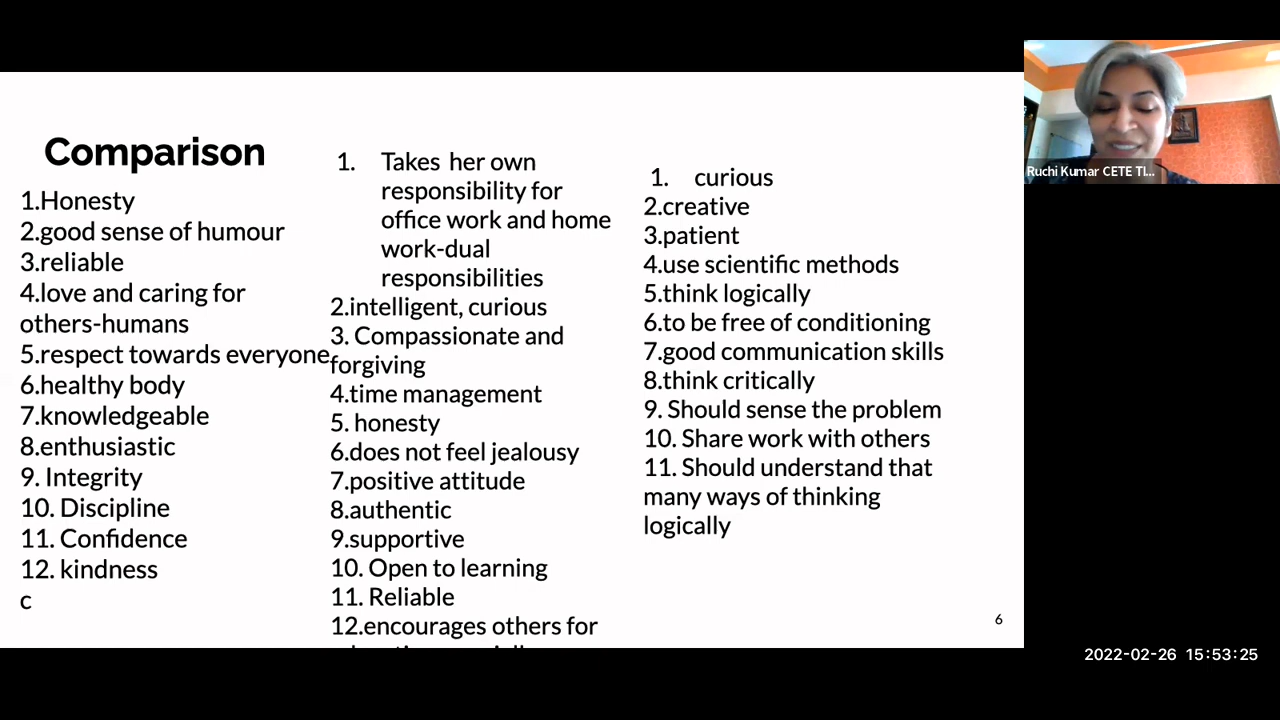 Comparison
1.Honesty
2.good sense of humour
3.reliable
4.love and caring for
others-humans
5.respect towards everyone
6.healthy body
7.knowledgeable
8.enthusiastic
9. Integrity
10. Discipline
11. Confidence
12. kindness
c
1. Takes her own
responsibility for
office work and home
work-dual
responsibilities
2.intelligent, curious
3. Compassionate and
forgiving
4.time management
5. honesty
6.does not feel jealousy
7.positive attitude
8.authentic
9.supportive
10. Open to learning
11. Reliable
12.encourages others for
1. curious
2.creative
3.patient
4.use scientific methods
5.think logically
6.to be free of conditioning
7.good communication skills
8.think critically
9. Should sense the problem
10. Share work with others
11. Should understand that
many ways of thinking
logically
6
Ruchi Kumar CETE TI...
2022-02-26 15:53:25